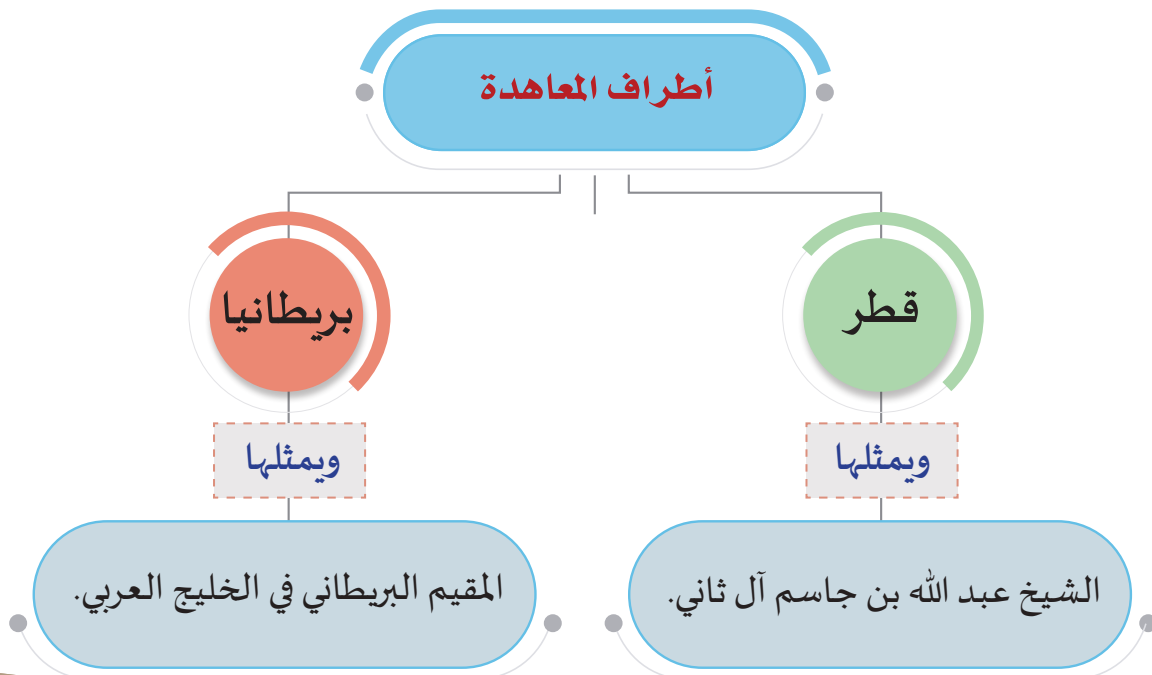 أطراف المعاهدة
قطر
بريطانيا
ويمثلها
ويمثلها
الشيخ عبد الله بن جاسم آل ثاني.
المقيم البريطاني في الخليج العربي.